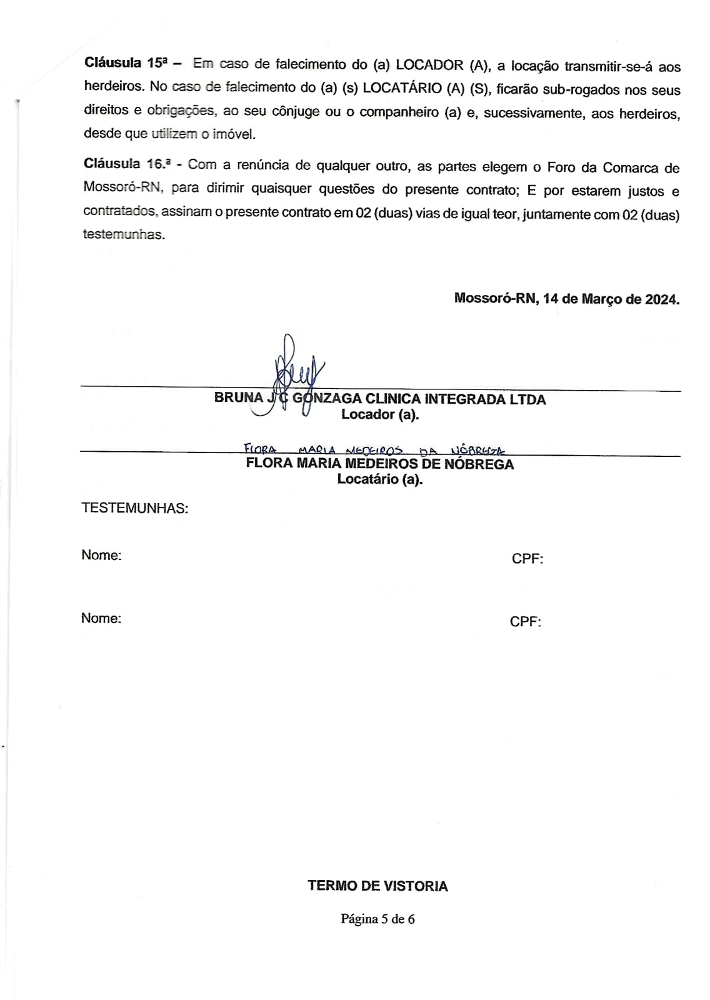 Cláusula 15ª – Em caso de falecimento do (a) LOCADOR (A), a locação transmitir-se-á aos
herdeiros. No caso de falecimento do (a) (s) LOCATÁRIO (A) (S), ficarão sub-rogados nos seus
direitos e obrigações, ao seu cônjuge ou o companheiro (a) e, sucessivamente, aos herdeiros,
desde que utilizem o imóvel.
Cláusula 16.ª - Com a renúncia de qualquer outro, as partes elegem o Foro da Comarca de
Mossoró-RN, para dirimir quaisquer questões do presente contrato; E por estarem justos e
contratados, assinam o presente contrato em 02 (duas) vias de igual teor, juntamente com 02 (duas)
testemunhas.
Mossoró-RN, 14 de Março de 2024.
BRUNA J C GONZAGA CLINICA INTEGRADA LTDA
Locador (a).
FLORA MARIA MEDEIROS DA NÓBREGA
FLORA MARIA MEDEIROS DE NÓBREGA
Locatário (a).
TESTEMUNHAS:
Nome: CPF:
Nome: CPF:
TERMO DE VISTORIA
Página 5 de 6